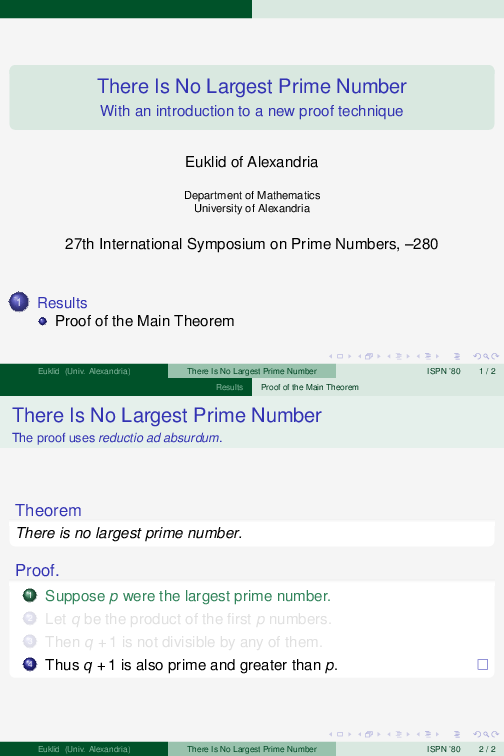 There Is No Largest Prime Number
With an introduction to a new proof technique
Euklid of Alexandria
Department of Mathematics
University of Alexandria
27th International Symposium on Prime Numbers, –280
1 Results
Proof of the Main Theorem
Euklid (Univ. Alexandria) There Is No Largest Prime Number ISPN '80 1 / 2
Results Proof of the Main Theorem
There Is No Largest Prime Number
The proof uses reductio ad absurdum.
Theorem
There is no largest prime number.
Proof.
1 Suppose p were the largest prime number.
2 Let q be the product of the first p numbers.
3 Then q + 1 is not divisible by any of them.
4 Thus q + 1 is also prime and greater than p. □
Euklid (Univ. Alexandria) There Is No Largest Prime Number ISPN '80 2 / 2